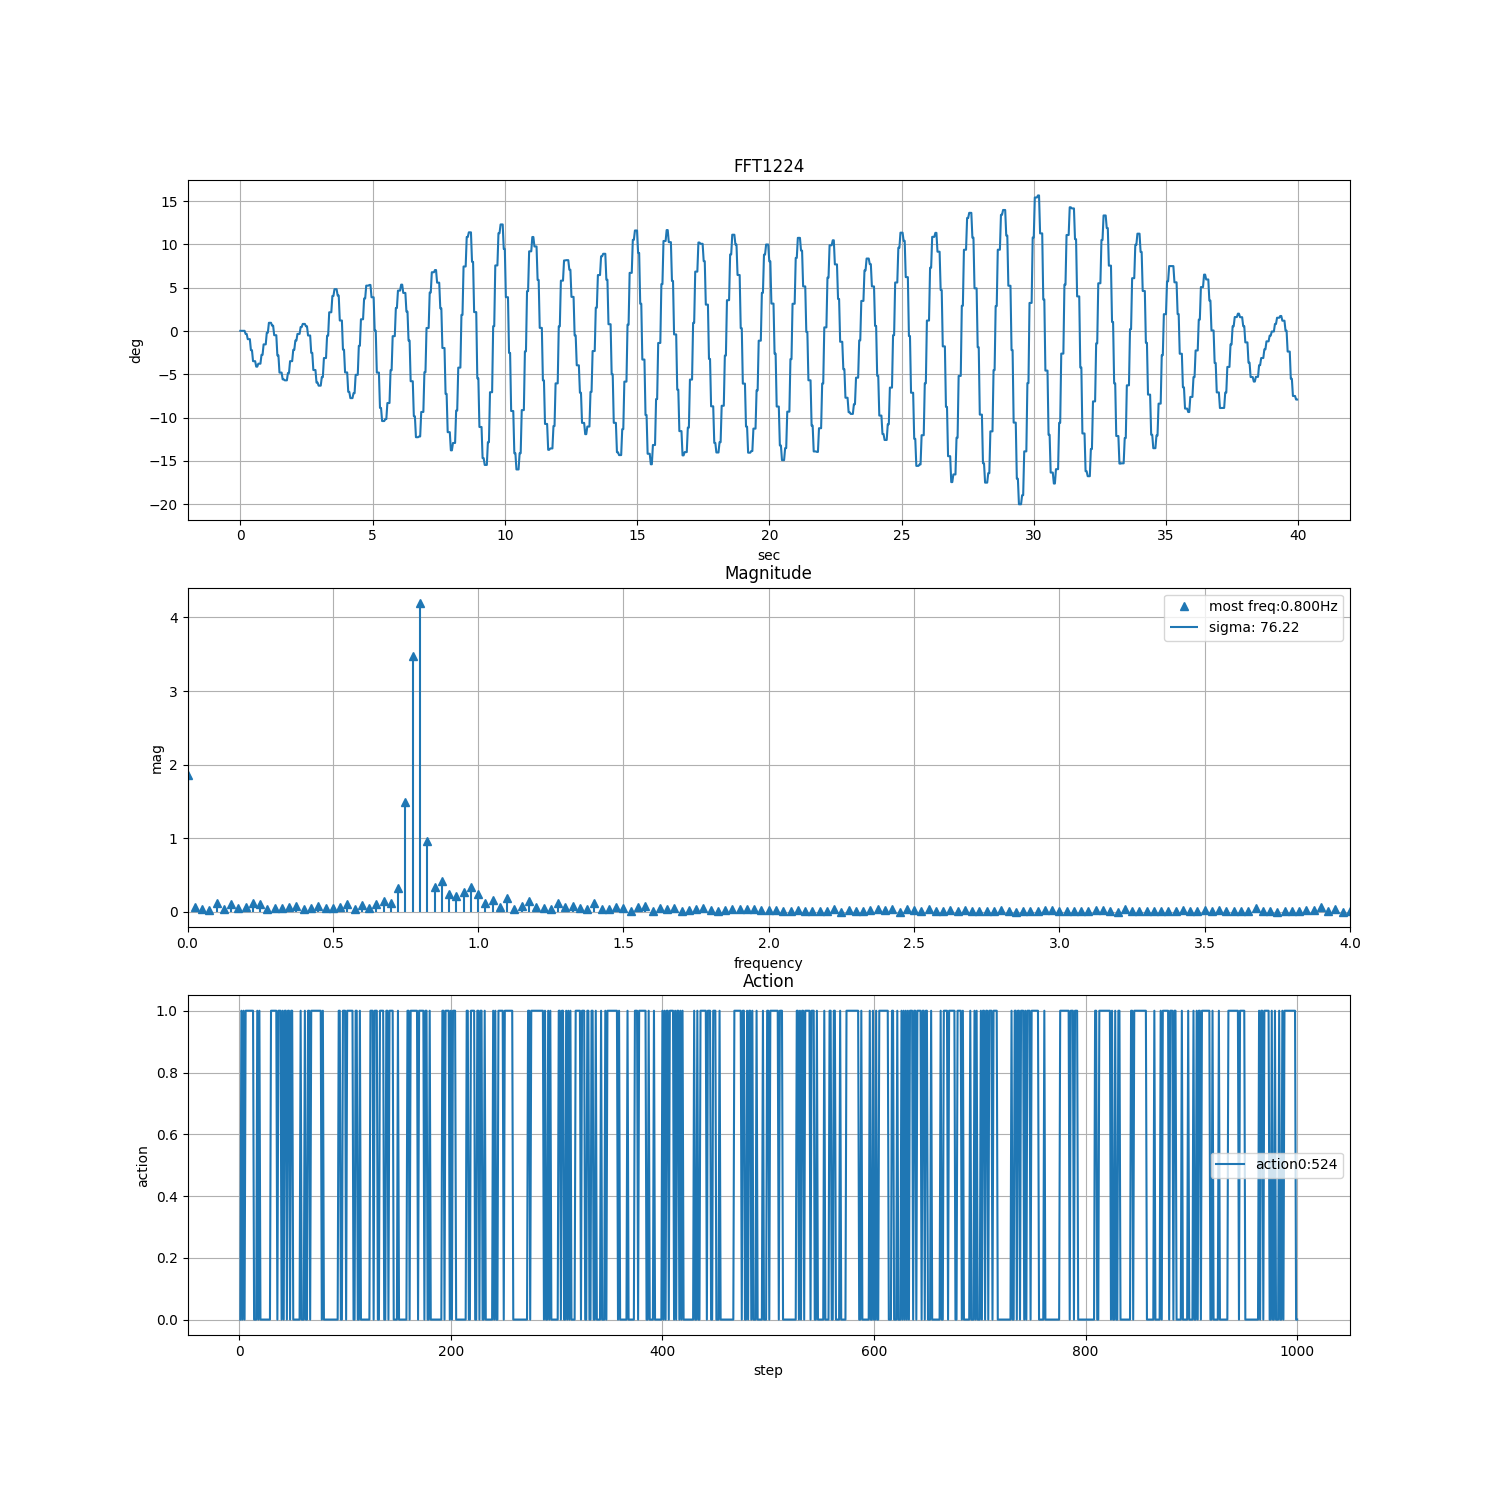 FFT1224
15
10
5
0
−5
−10
−15
−20
deg
0 5 10 15 20 25 30 35 40
sec
Magnitude
4
3
2
1
0
mag
most freq:0.800Hz
sigma: 76.22
0.0 0.5 1.0 1.5 2.0 2.5 3.0 3.5 4.0
frequency
Action
1.0
0.8
0.6
0.4
0.2
0.0
action
action0:524
0 200 400 600 800 1000
step